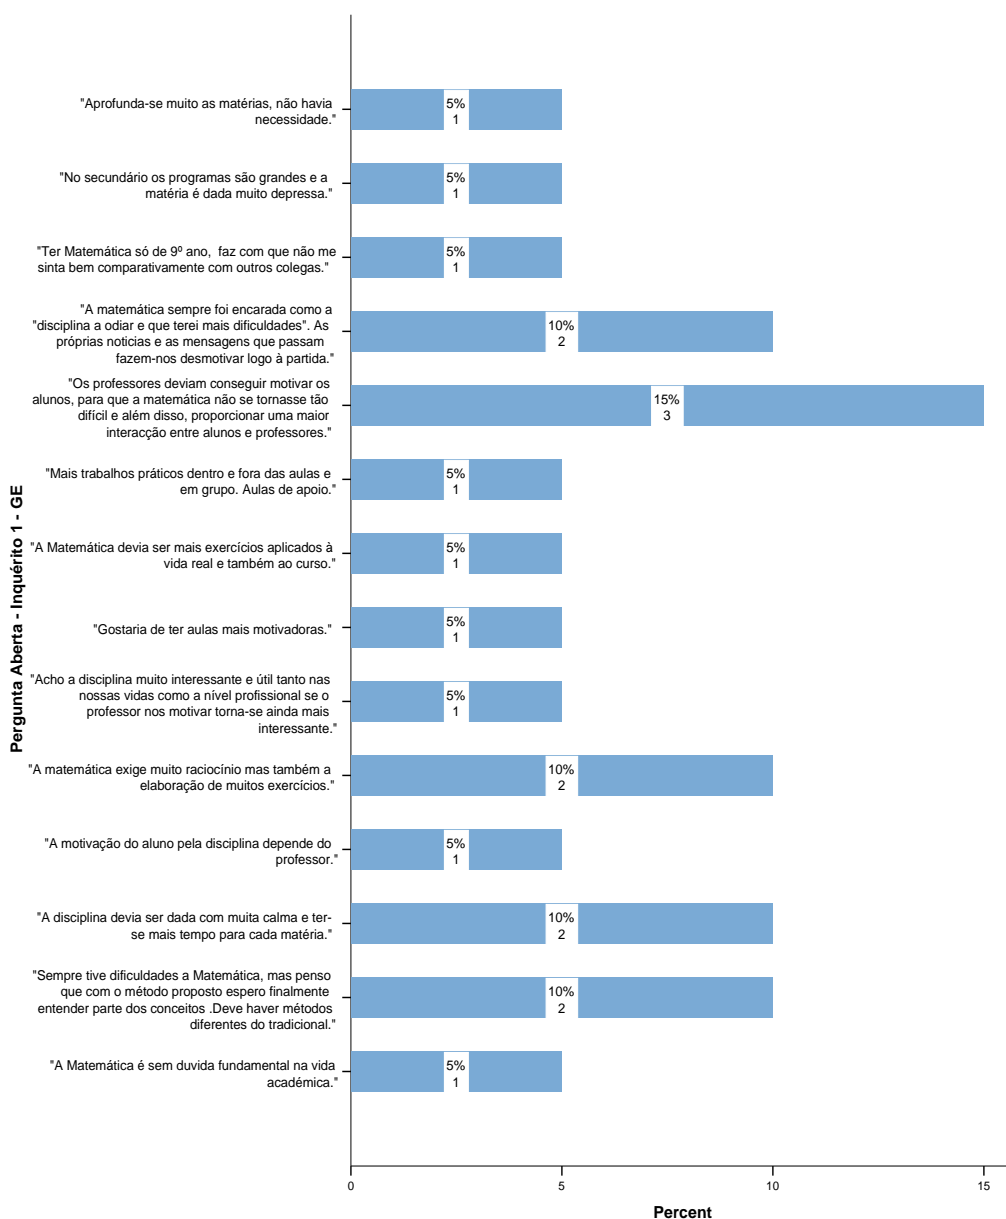 "Aprofunda-se muito as matérias, não havia
necessidade."
5%
1
"No secundário os programas são grandes e a
matéria é dada muito depressa."
5%
1
"Ter Matemática só de 9º ano,  faz com que não me
sinta bem comparativamente com outros colegas."
5%
1
"A matemática sempre foi encarada como a
"disciplina a odiar e que terei mais dificuldades". As
próprias noticias e as mensagens que passam
fazem-nos desmotivar logo à partida."
10%
2
"Os professores deviam conseguir motivar os
alunos, para que a matemática não se tornasse tão
difícil e além disso, proporcionar uma maior
interacção entre alunos e professores."
15%
3
"Mais trabalhos práticos dentro e fora das aulas e
em grupo. Aulas de apoio."
5%
1
"A Matemática devia ser mais exercícios aplicados à
vida real e também ao curso."
5%
1
"Gostaria de ter aulas mais motivadoras."
5%
1
"Acho a disciplina muito interessante e útil tanto nas
nossas vidas como a nível profissional se o
professor nos motivar torna-se ainda mais
interessante."
5%
1
"A matemática exige muito raciocínio mas também a
elaboração de muitos exercícios."
10%
2
"A motivação do aluno pela disciplina depende do
professor."
5%
1
"A disciplina devia ser dada com muita calma e ter-
se mais tempo para cada matéria."
10%
2
"Sempre tive dificuldades a Matemática, mas penso
que com o método proposto espero finalmente
entender parte dos conceitos .Deve haver métodos
diferentes do tradicional."
10%
2
"A Matemática é sem duvida fundamental na vida
académica."
5%
1
Pergunta Aberta - Inquérito 1 - GE
0
5
10
15
Percent